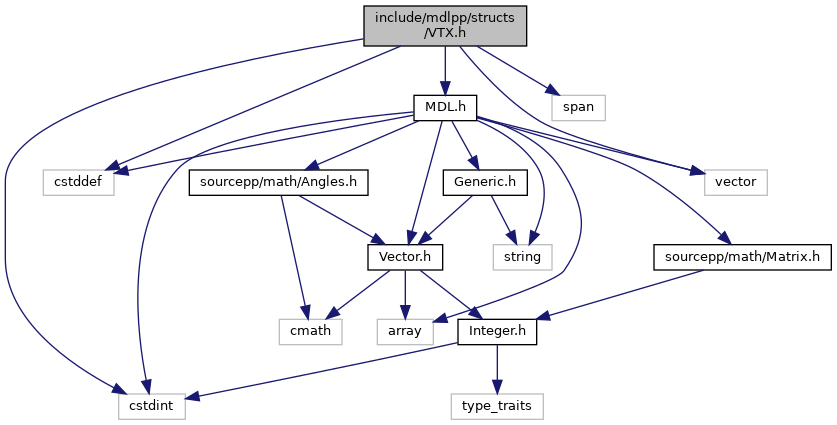 include/mdlpp/structs
/VTX.h
MDL.h
span
cstddef
sourcepp/math/Angles.h
Generic.h
vector
Vector.h
string
sourcepp/math/Matrix.h
cmath
array
Integer.h
cstdint
type_traits